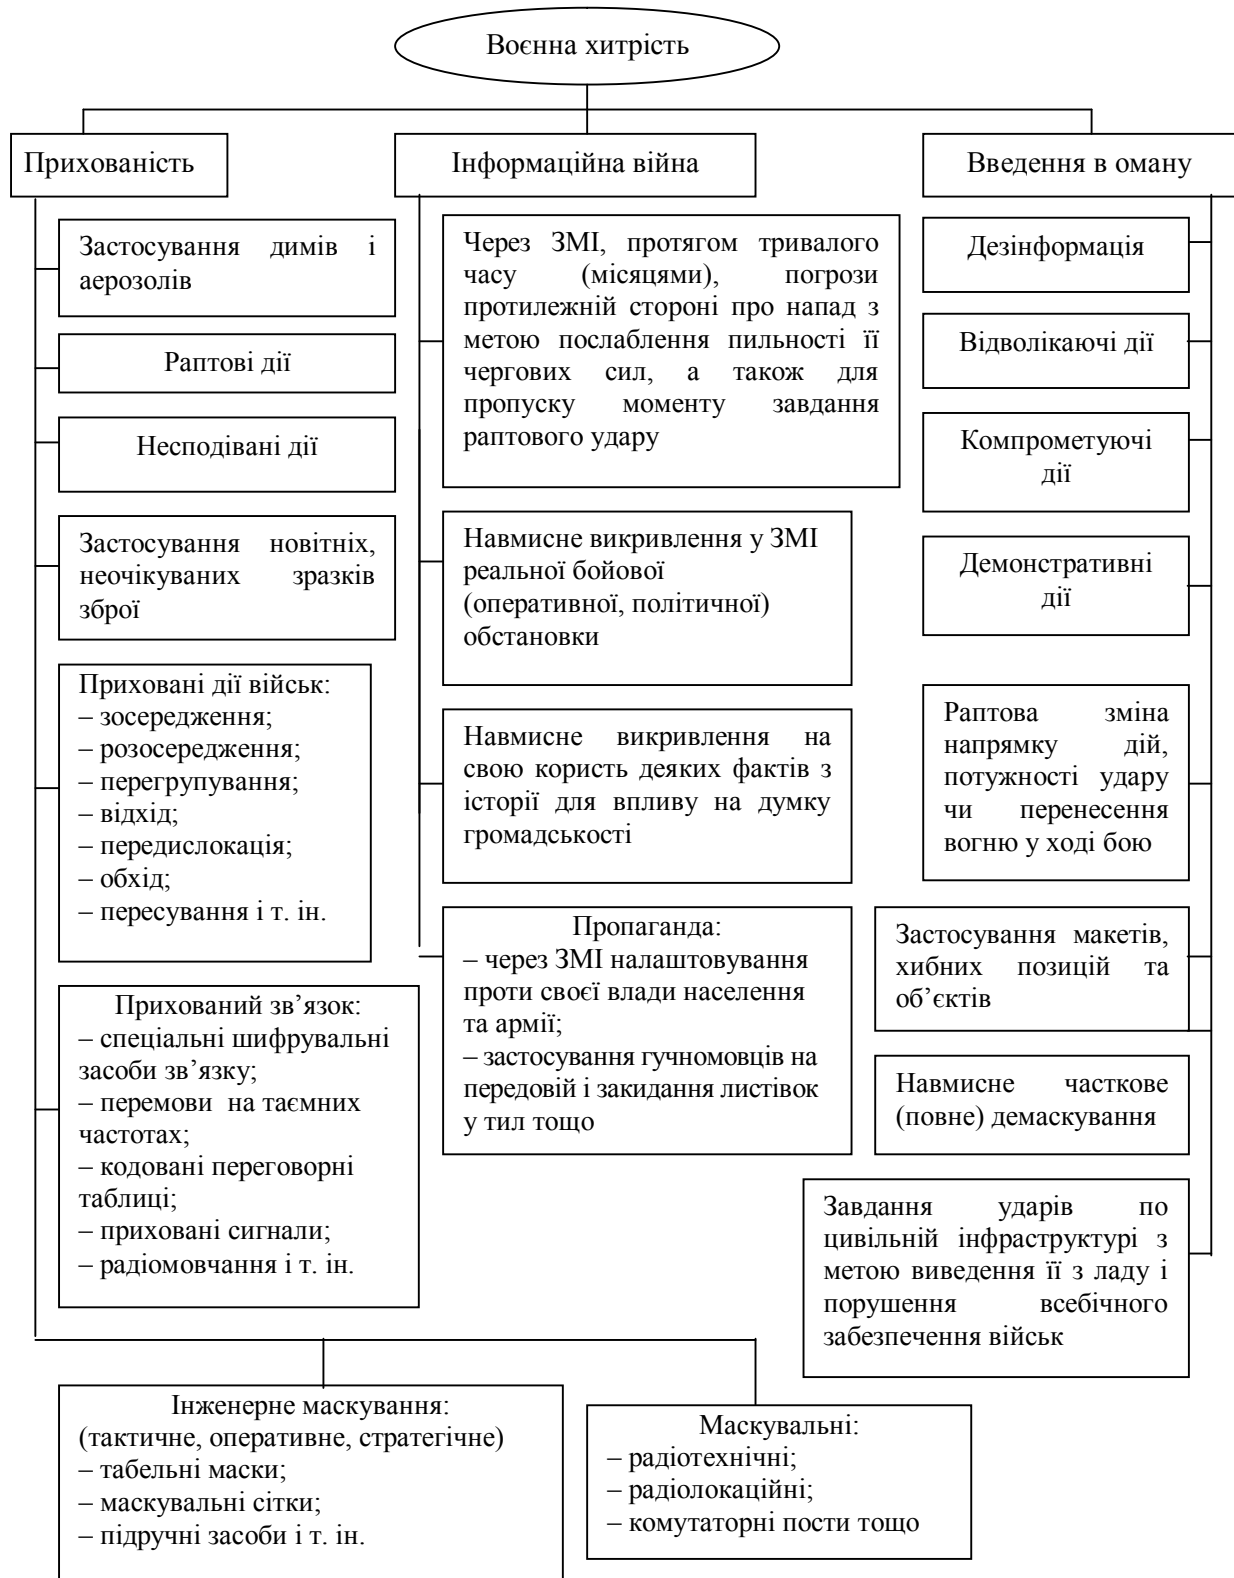 Воєнна хитрість
Прихованість
Застосування димів і
аерозолів
Раптові дії
Несподівані дії
Застосування новітніх,
неочікуваних зразків
зброї
Приховані дії військ:
– зосередження;
– розосередження;
– перегрупування;
– відхід;
– передислокація;
– обхід;
– пересування і т. ін.
Прихований зв’язок:
– спеціальні шифрувальні
засоби зв’язку;
– перемови на таємних
частотах;
– кодовані переговорні
таблиці;
– приховані сигнали;
– радіомовчання і т. ін.
Інженерне маскування:
(тактичне, оперативне, стратегічне)
– табельні маски;
– маскувальні сітки;
– підручні засоби і т. ін.
Маскувальні:
– радіотехнічні;
– радіолокаційні;
– комутаторні пости тощо
Інформаційна війна
Через ЗМІ, протягом тривалого
часу (місяцями), погрози
протилежній стороні про напад з
метою послаблення пильності її
чергових сил, а також для
пропуску моменту завдання
раптового удару
Навмисне викривлення у ЗМІ
реальної бойової
(оперативної, політичної)
обстановки
Навмисне викривлення на
свою користь деяких фактів з
історії для впливу на думку
громадськості
Пропаганда:
– через ЗМІ налаштовування
проти своєї влади населення
та армії;
– застосування гучномовців на
передовій і закидання листівок
у тил тощо
Введення в оману
Дезінформація
Відволікаючі дії
Компрометуючі
дії
Демонстративні
дії
Раптова зміна
напрямку дій,
потужності удару
чи перенесення
вогню у ході бою
Застосування макетів,
хибних позицій та
об’єктів
Навмисне часткове
(повне) демаскування
Завдання ударів по
цивільній інфраструктурі з
метою виведення її з ладу і
порушення всебічного
забезпечення військ